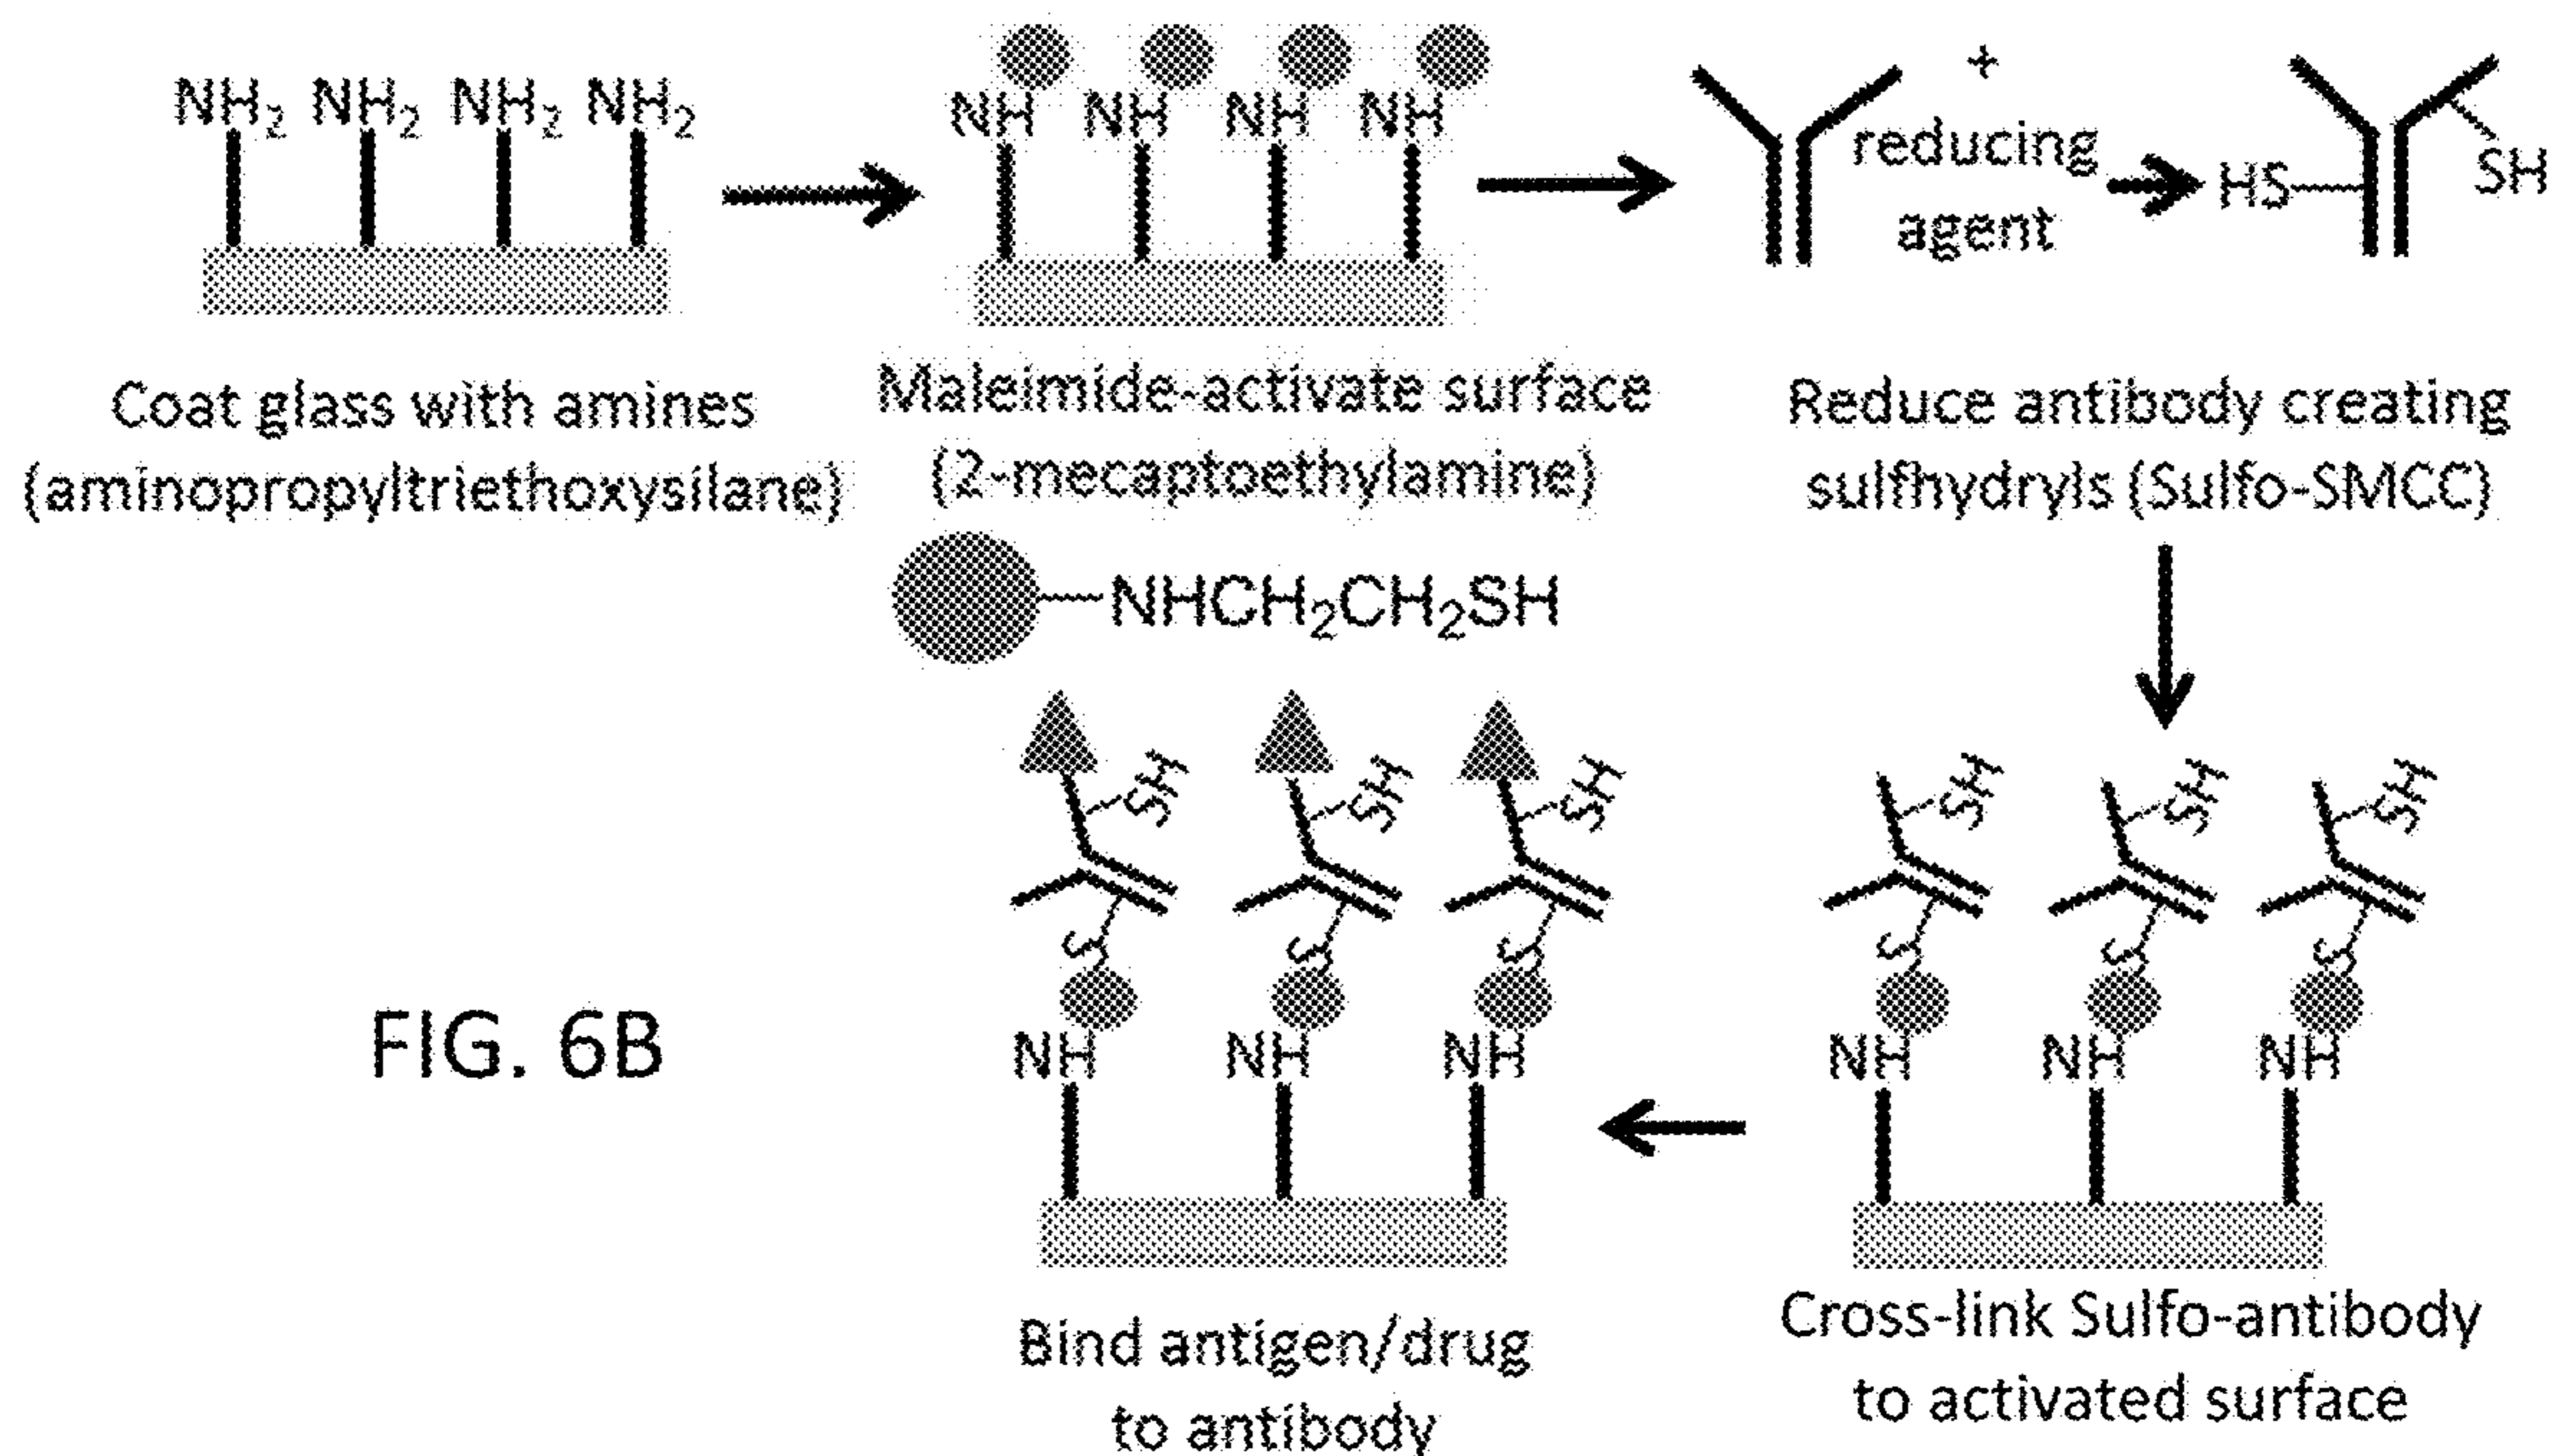 NH2 NH2 NH2 NH2
Coat glass with amines
(aminopropyltriethoxysilane)
NH NH NH NH
Maleimide-activate surface
(2-mecaptoethylamine)
NHCH2CH2SH
+
reducing
agent
HS
SH
Reduce antibody creating
sulfhydryls (Sulfo-SMCC)
SH SH SH
S S S
NH NH NH
Cross-link Sulfo-antibody
to activated surface
SH SH SH
S S S
NH NH NH
Bind antigen/drug
to antibody
FIG. 6B